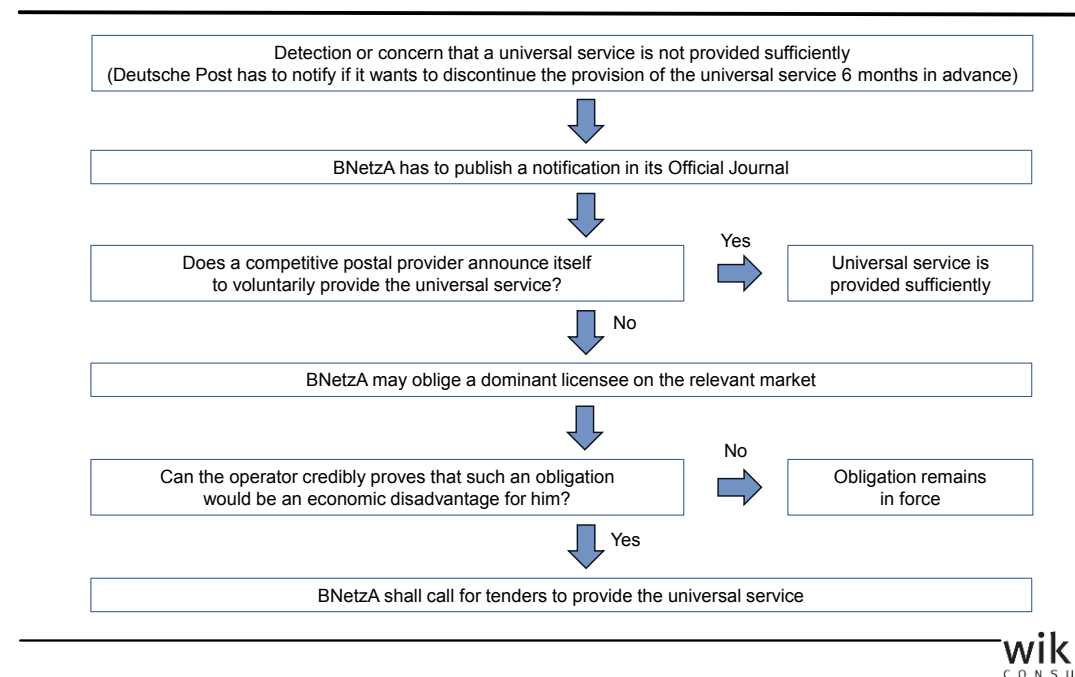 Detection or concern that a universal service is not provided sufficiently
(Deutsche Post has to notify if it wants to discontinue the provision of the universal service 6 months in advance)
BNetzA has to publish a notification in its Official Journal
Does a competitive postal provider announce itself
to voluntarily provide the universal service?
Yes
Universal service is
provided sufficiently
No
BNetzA may oblige a dominant licensee on the relevant market
Can the operator credibly proves that such an obligation
would be an economic disadvantage for him?
No
Obligation remains
in force
Yes
BNetzA shall call for tenders to provide the universal service
wik
CONSU